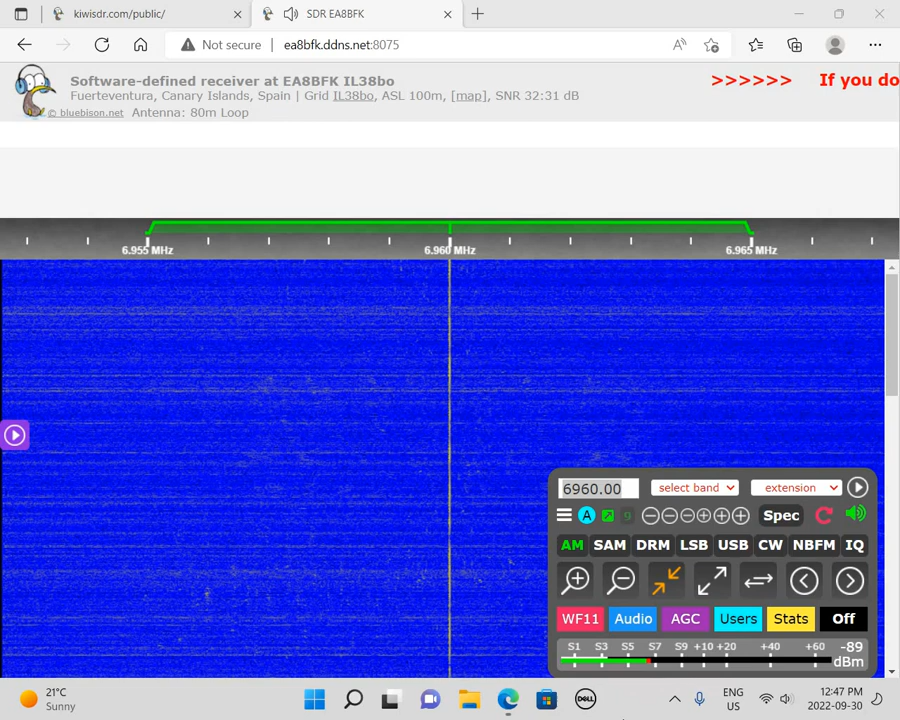 kiwisdr.com/public/
SDR EA8BFK
Not secure
ea8bfk.ddns.net:8075
Software-defined receiver at EA8BFK IL38bo
Fuerteventura, Canary Islands, Spain | Grid IL38bo, ASL 100m, [map], SNR 32:31 dB
© bluebison.net Antenna: 80m Loop
>>>>>> If you do
6.955 MHz 6.960 MHz 6.965 MHz
6960.00 select band extension
A 9 Spec
AM SAM DRM LSB USB CW NBFM IQ
WF11 Audio AGC Users Stats Off
S1 S3 S5 S7 S9 +10 +20 +40 +60 -89
dBm
21°C
Sunny
DELL
ENG
US
12:47 PM
2022-09-30